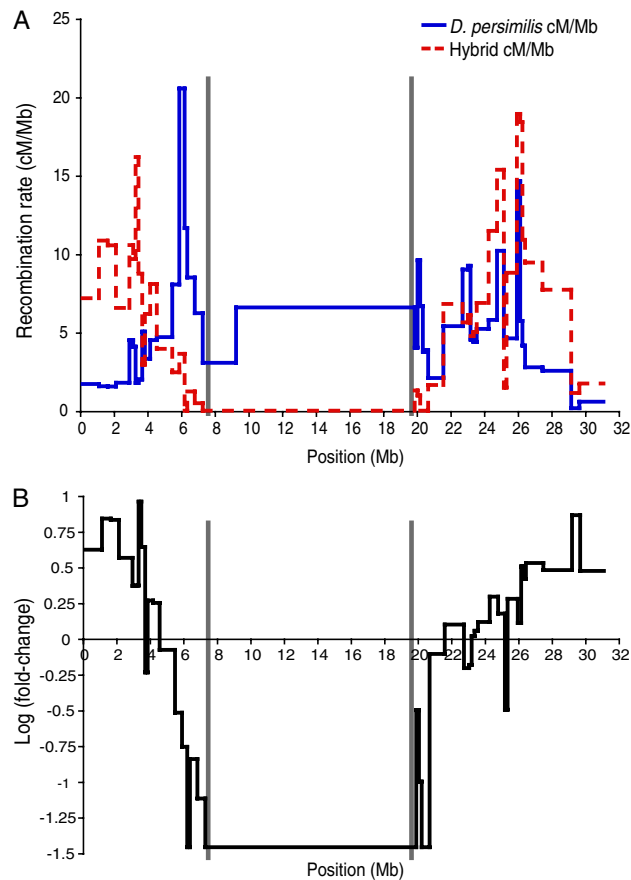 A
D. persimilis cM/Mb
Hybrid cM/Mb
Recombination rate (cM/Mb)
25
20
15
10
5
0
0 2 4 6 8 10 12 14 16 18 20 22 24 26 28 30 32
Position (Mb)
B
Log (fold-change)
1
0.75
0.5
0.25
0
-0.25
-0.5
-0.75
-1
-1.25
-1.5
0 2 4 6 8 10 12 14 16 18 20 22 24 26 28 30 32
Position (Mb)